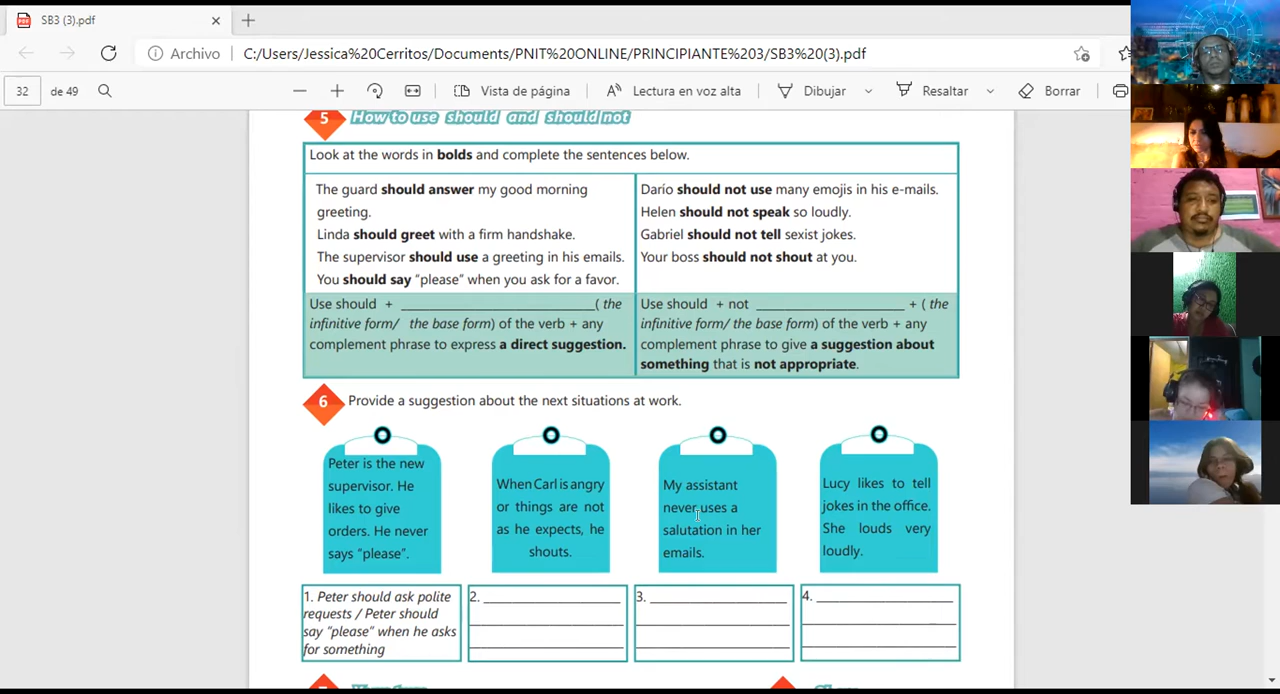 SB3 (3).pdf
Archivo
C:/Users/Jessica%20Cerritos/Documents/PNIT%20ONLINE/PRINCIPIANTE%203/SB3%20(3).pdf
32
de 49
Vista de página
Lectura en voz alta
Dibujar
Resaltar
Borrar
5
How to use should and should not
Look at the words in bolds and complete the sentences below.
The guard should answer my good morning
greeting.
Linda should greet with a firm handshake.
The supervisor should use a greeting in his emails.
You should say “please” when you ask for a favor.
Darío should not use many emojis in his e-mails.
Helen should not speak so loudly.
Gabriel should not tell sexist jokes.
Your boss should not shout at you.
Use should + ____________________________( the
infinitive form/ the base form) of the verb + any
complement phrase to express a direct suggestion.
Use should + not _____________________ + ( the
infinitive form/ the base form) of the verb + any
complement phrase to give a suggestion about
something that is not appropriate.
6
Provide a suggestion about the next situations at work.
Peter is the new
supervisor. He
likes to give
orders. He never
says “please”.
When Carl is angry
or things are not
as he expects, he
shouts.
My assistant
never uses a
salutation in her
emails.
Lucy likes to tell
jokes in the office.
She louds very
loudly.
1. Peter should ask polite
requests / Peter should
say “please” when he asks
for something
2. ___________________
3. ___________________
4. ___________________